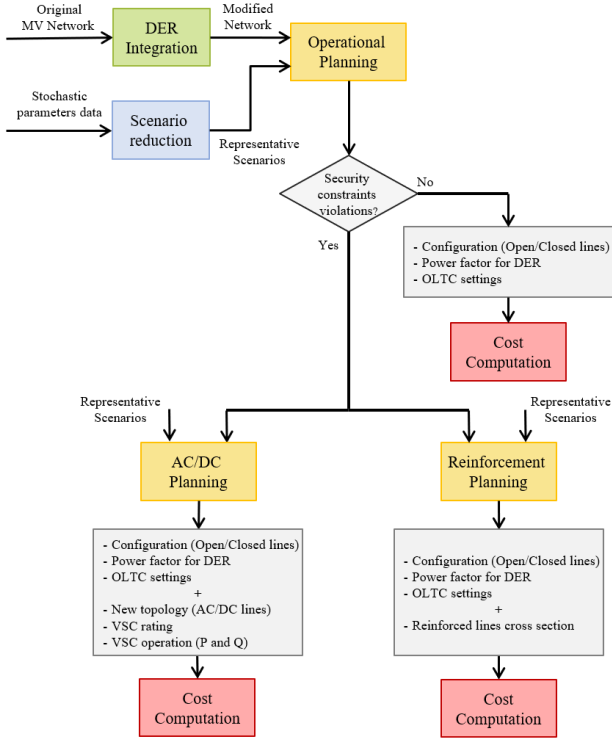 Original
MV Network
DER
Integration
Modified
Network
Operational
Planning
Stochastic
parameters data
Scenario
reduction
Representative
Scenarios
Security
constraints
violations?
No
Yes
- Configuration (Open/Closed lines)
- Power factor for DER
- OLTC settings
Cost
Computation
Representative
Scenarios
AC/DC
Planning
Representative
Scenarios
Reinforcement
Planning
- Configuration (Open/Closed lines)
- Power factor for DER
- OLTC settings
+
- New topology (AC/DC lines)
- VSC rating
- VSC operation (P and Q)
- Configuration (Open/Closed lines)
- Power factor for DER
- OLTC settings
+
- Reinforced lines cross section
Cost
Computation
Cost
Computation